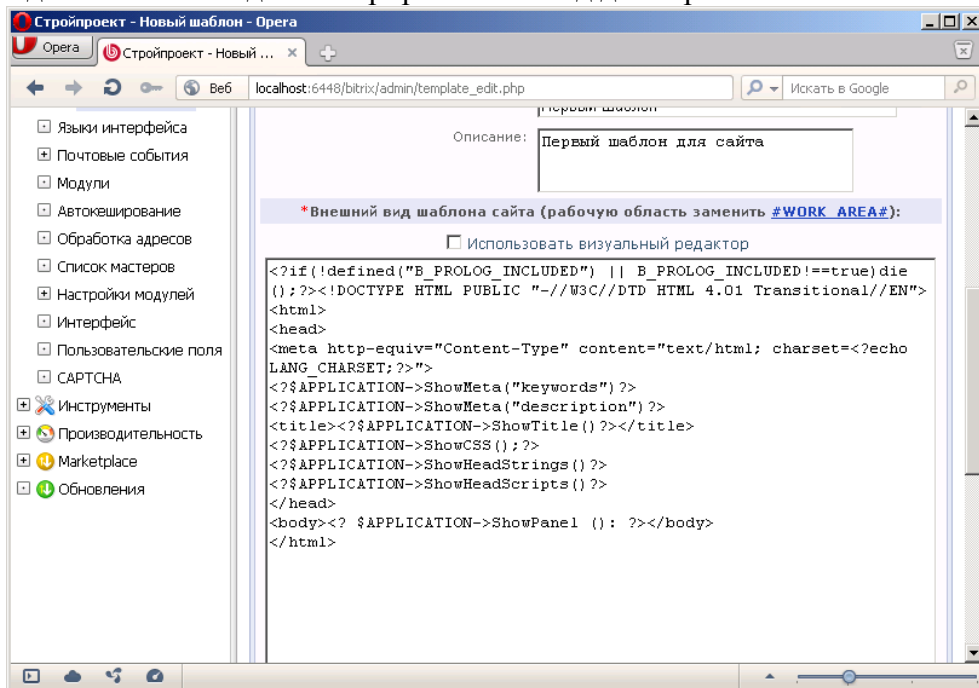 Стройпроект - Новый шаблон - Opera
Opera
Стройпроект - Новый ...
Веб
localhost:6448/bitrix/admin/template_edit.php
Искать в Google
Первый шаблон
Языки интерфейса
Почтовые события
Модули
Автокеширование
Обработка адресов
Список мастеров
Настройки модулей
Интерфейс
Пользовательские поля
CAPTCHA
Инструменты
Производительность
Marketplace
Обновления
Описание:
Первый шаблон для сайта
*Внешний вид шаблона сайта (рабочую область заменить #WORK_AREA#):
Использовать визуальный редактор
<?if(!defined("B_PROLOG_INCLUDED") || B_PROLOG_INCLUDED!==true)die
();?><!DOCTYPE HTML PUBLIC "-//W3C//DTD HTML 4.01 Transitional//EN">
<html>
<head>
<meta http-equiv="Content-Type" content="text/html; charset=<?echo
LANG_CHARSET;?>">
<?$APPLICATION->ShowMeta("keywords")?>
<?$APPLICATION->ShowMeta("description")?>
<title><?$APPLICATION->ShowTitle()?></title>
<?$APPLICATION->ShowCSS();?>
<?$APPLICATION->ShowHeadStrings()?>
<?$APPLICATION->ShowHeadScripts()?>
</head>
<body><? $APPLICATION->ShowPanel (): ?></body>
</html>